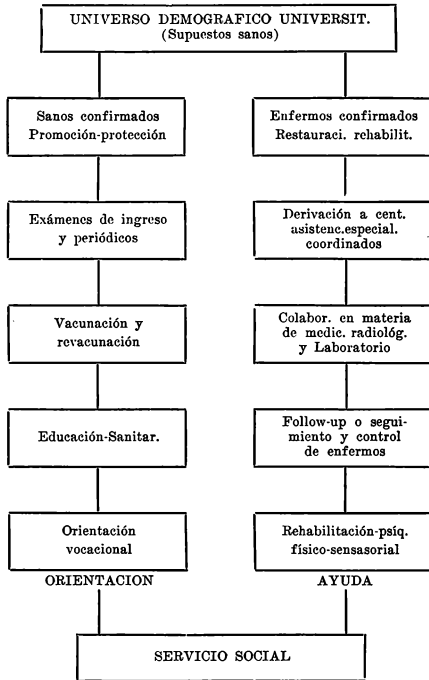 UNIVERSO DEMOGRAFICO UNIVERSIT.
(Supuestos sanos)
Sanos confirmados
Promoción-protección
Exámenes de ingreso
y periódicos
Vacunación y
revacunación
Educación-Sanitar.
Orientación
vocacional
ORIENTACION
Enfermos confirmados
Restauraci. rehabilit.
Derivación a cent.
asistenc.especial.
coordinados
Colabor. en materia
de medic. radiológ.
y Laboratorio
Follow-up o segui-
miento y control
de enfermos
Rehabilitación-psíq.
físico-sensasorial
AYUDA
SERVICIO SOCIAL